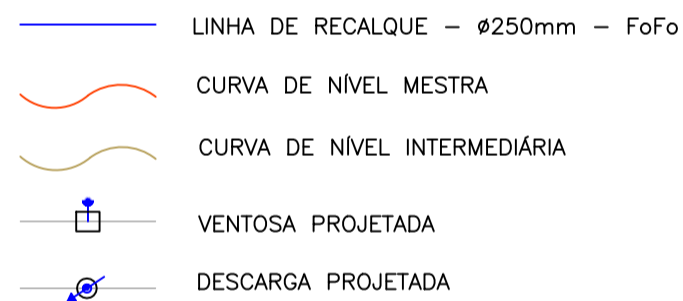 LINHA DE RECALQUE - Ø250mm - FoFo
CURVA DE NÍVEL MESTRA
CURVA DE NÍVEL INTERMEDIÁRIA
VENTOSA PROJETADA
DESCARGA PROJETADA